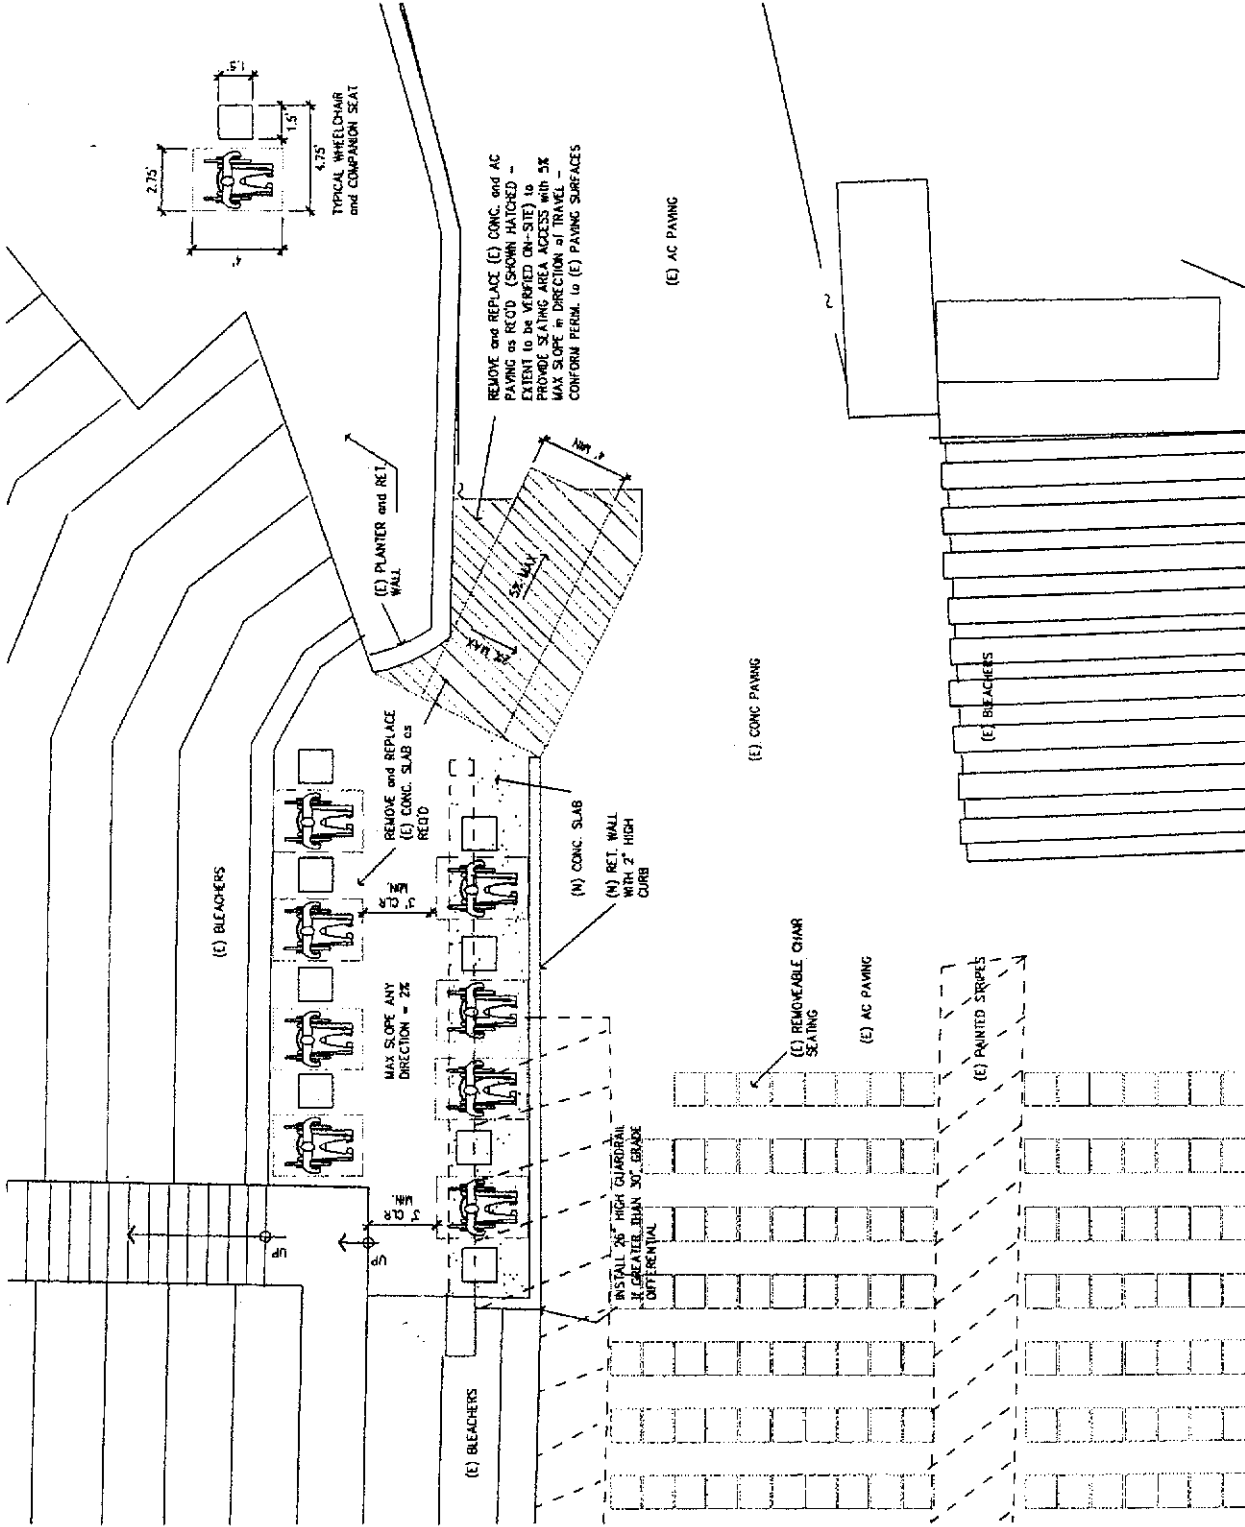 1.5'
2.75'
1.5'
4.75'
4'
TYPICAL WHEELCHAIR
and COMPANION SEAT
REMOVE and REPLACE (E) CONC. and AC
PAVING as REQ'D (SHOWN HATCHED -
EXTENT to be VERIFIED ON-SITE) to
PROVIDE SEATING AREA ACCESS with 5%
MAX SLOPE in DIRECTION of TRAVEL -
CONFORM PERIM. to (E) PAVING SURFACES
(E) AC PAVING
(E) PLANTER and RET.
WALL
4' MIN
5% MAX
2% MAX
REMOVE and REPLACE
(E) CONC. SLAB as
REQ'D
(E) BLEACHERS
4' CLR
MIN.
MAX SLOPE ANY
DIRECTION = 2%
(N) CONC. SLAB
(N) RET. WALL
WITH 2" HIGH
CURB
(E) CONC PAVING
(E) BLEACHERS
UP
UP
4' CLR
MIN.
INSTALL 26" HIGH GUARDRAIL
if GREATER THAN 30" GRADE
DIFFERENTIAL
(E) REMOVEABLE CHAIR
SEATING
(E) AC PAVING
(E) PAINTED STRIPES
(E) BLEACHERS